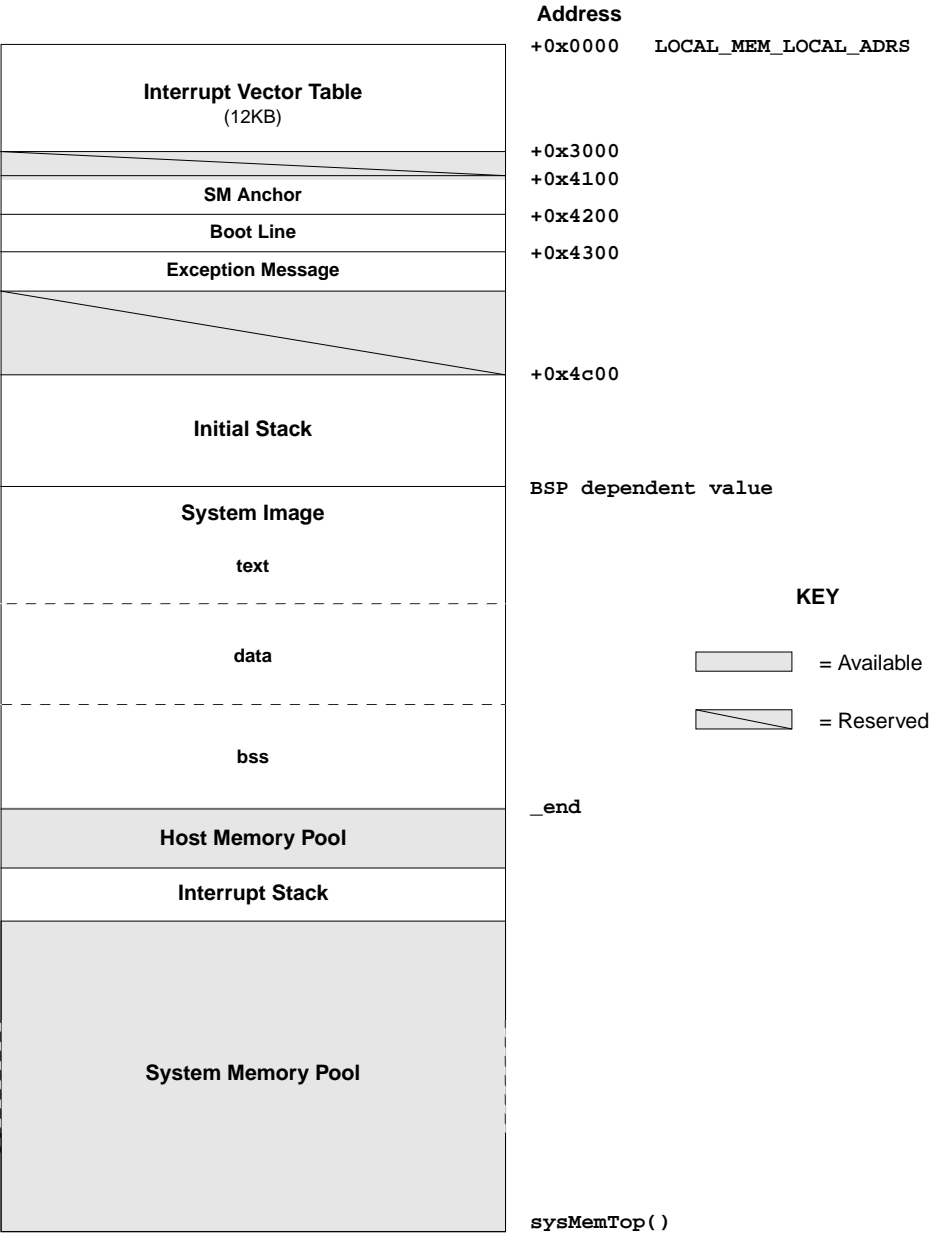 Address
+0x0000 LOCAL_MEM_LOCAL_ADRS
Interrupt Vector Table
(12KB)
+0x3000
+0x4100
SM Anchor
+0x4200
Boot Line
+0x4300
Exception Message
+0x4c00
Initial Stack
BSP dependent value
System Image
text
KEY
data
= Available
= Reserved
bss
_end
Host Memory Pool
Interrupt Stack
System Memory Pool
sysMemTop()